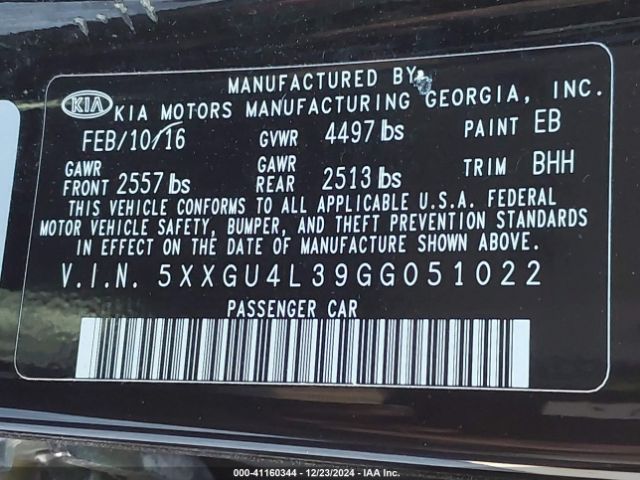 MANUFACTURED BY
KIA KIA MOTORS MANUFACTURING GEORGIA, INC.
FEB/10/16 GVWR 4497 lbs PAINT EB
GAWR FRONT 2557 lbs GAWR REAR 2513 lbs TRIM BHH
THIS VEHICLE CONFORMS TO ALL APPLICABLE U.S.A. FEDERAL
MOTOR VEHICLE SAFETY, BUMPER, AND THEFT PREVENTION STANDARDS
IN EFFECT ON THE DATE OF MANUFACTURE SHOWN ABOVE.
V.I.N. 5XXGU4L39GG051022
PASSENGER CAR
000-41160344 - 12/23/2024 - IAA Inc.